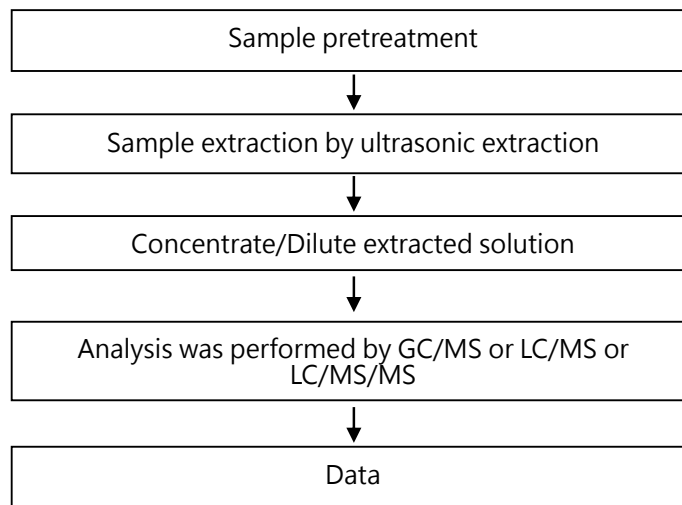 Sample pretreatment
Sample extraction by ultrasonic extraction
Concentrate/Dilute extracted solution
Analysis was performed by GC/MS or LC/MS or
LC/MS/MS
Data